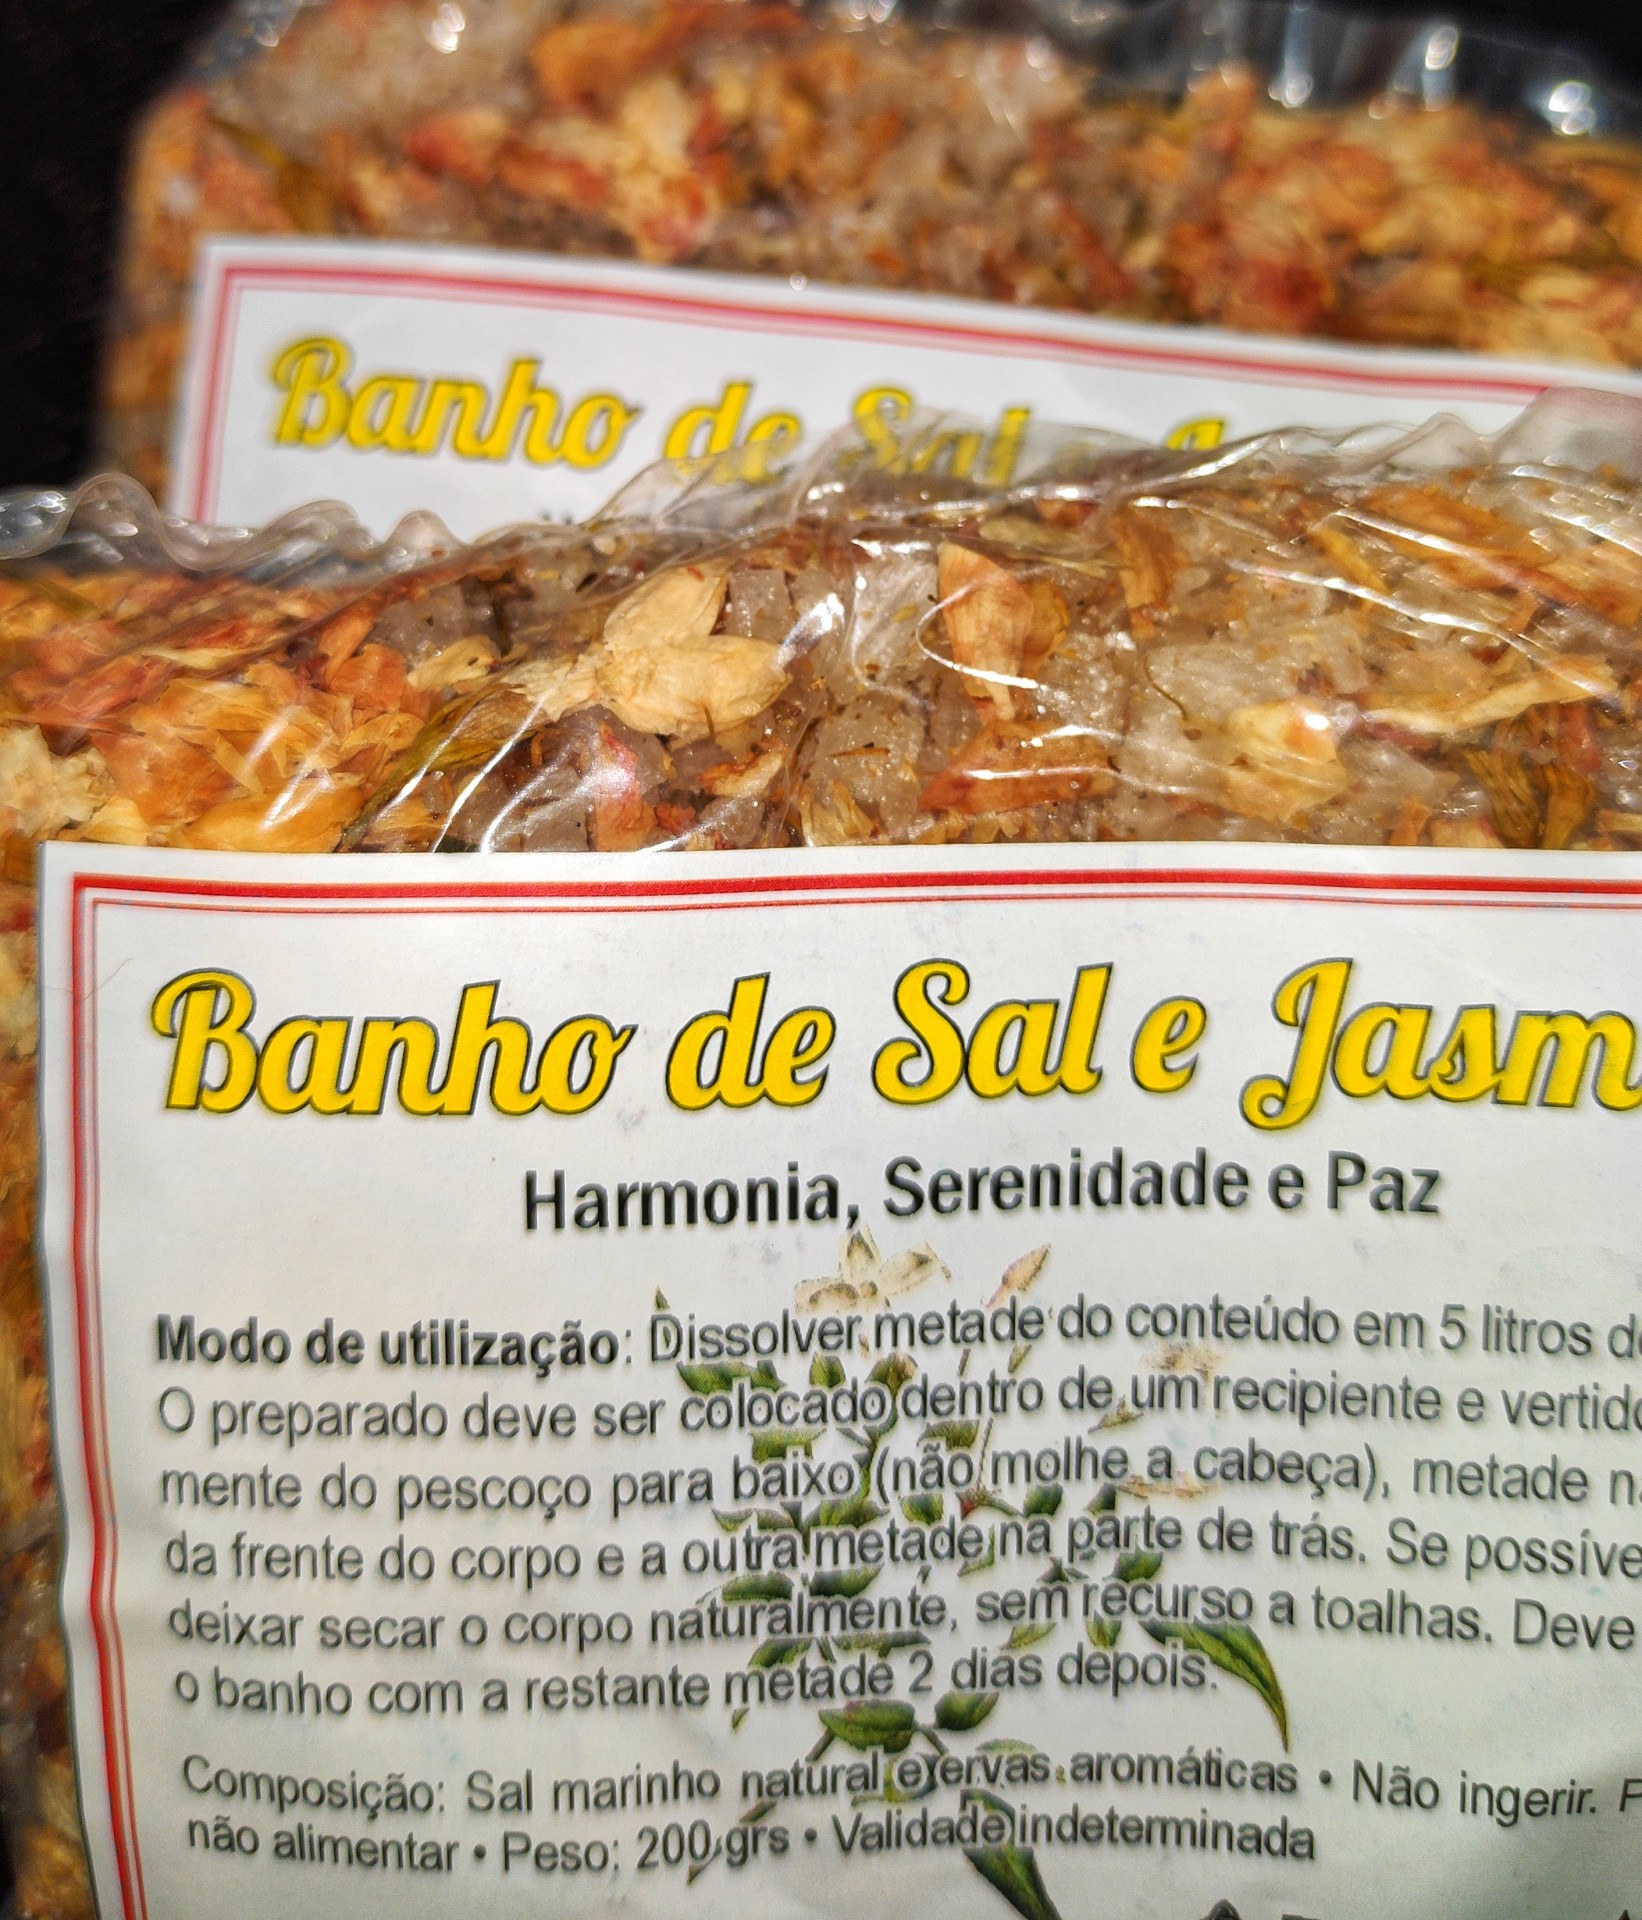 Banho de Sal e
Banho de Sal e Jasm
Harmonia, Serenidade e Paz
Modo de utilização: Dissolver metade do conteúdo em 5 litros de
O preparado deve ser colocado dentro de um recipiente e vertido
mente do pescoço para baixo (não molhe a cabeça), metade na
da frente do corpo e a outra metade na parte de trás. Se possíve
deixar secar o corpo naturalmente, sem recurso a toalhas. Deve
o banho com a restante metade 2 dias depois.
Composição: Sal marinho natural e ervas aromáticas • Não ingerir. P
não alimentar • Peso: 200 grs • Validade indeterminada